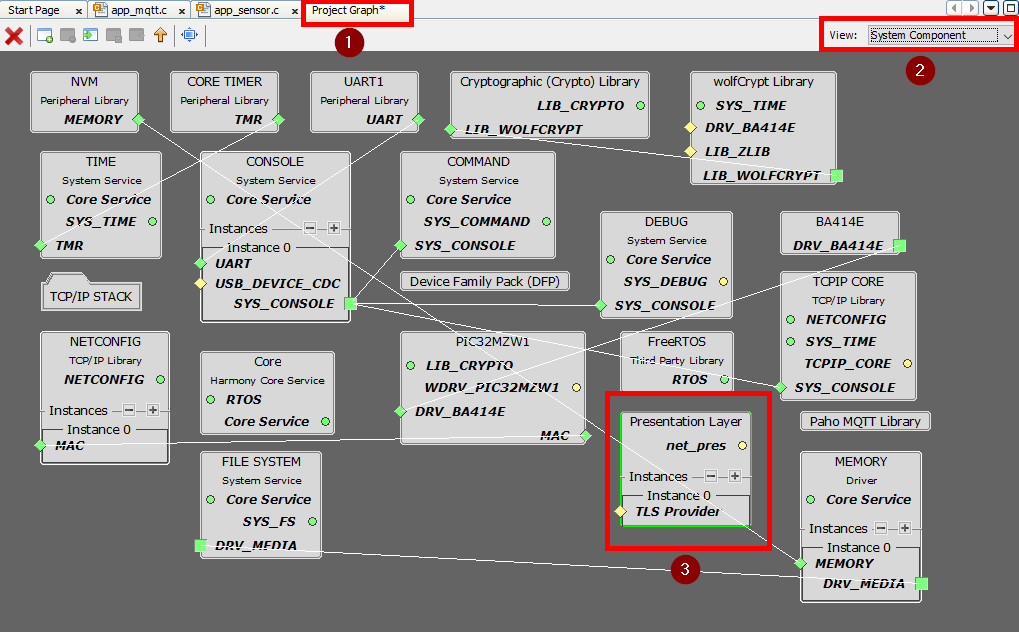 Start Page x app_mqtt.c x app_sensor.c x Project Graph*
View: System Component
1
2
NVM
Peripheral Library
MEMORY
CORE TIMER
Peripheral Library
TMR
UART1
Peripheral Library
UART
Cryptographic (Crypto) Library
LIB_CRYPTO
LIB_WOLFCRYPT
wolfCrypt Library
SYS_TIME
DRV_BA414E
LIB_ZLIB
LIB_WOLFCRYPT
TIME
System Service
Core Service
SYS_TIME
TMR
CONSOLE
System Service
Core Service
Instances
Instance 0
UART
USB_DEVICE_CDC
SYS_CONSOLE
COMMAND
System Service
Core Service
SYS_COMMAND
SYS_CONSOLE
DEBUG
System Service
Core Service
SYS_DEBUG
SYS_CONSOLE
BA414E
DRV_BA414E
TCP/IP STACK
Device Family Pack (DFP)
TCPIP CORE
TCP/IP Library
NETCONFIG
SYS_TIME
TCPIP_CORE
SYS_CONSOLE
NETCONFIG
TCP/IP Library
NETCONFIG
Instances
Instance 0
MAC
Core
Harmony Core Service
RTOS
Core Service
PIC32MZW1
LIB_CRYPTO
WDRV_PIC32MZW1
DRV_BA414E
MAC
FreeRTOS
Third Party Library
RTOS
Presentation Layer
net_pres
Instances
Instance 0
TLS Provider
3
Paho MQTT Library
FILE SYSTEM
System Service
Core Service
SYS_FS
DRV_MEDIA
MEMORY
Driver
Core Service
Instances
Instance 0
MEMORY
DRV_MEDIA